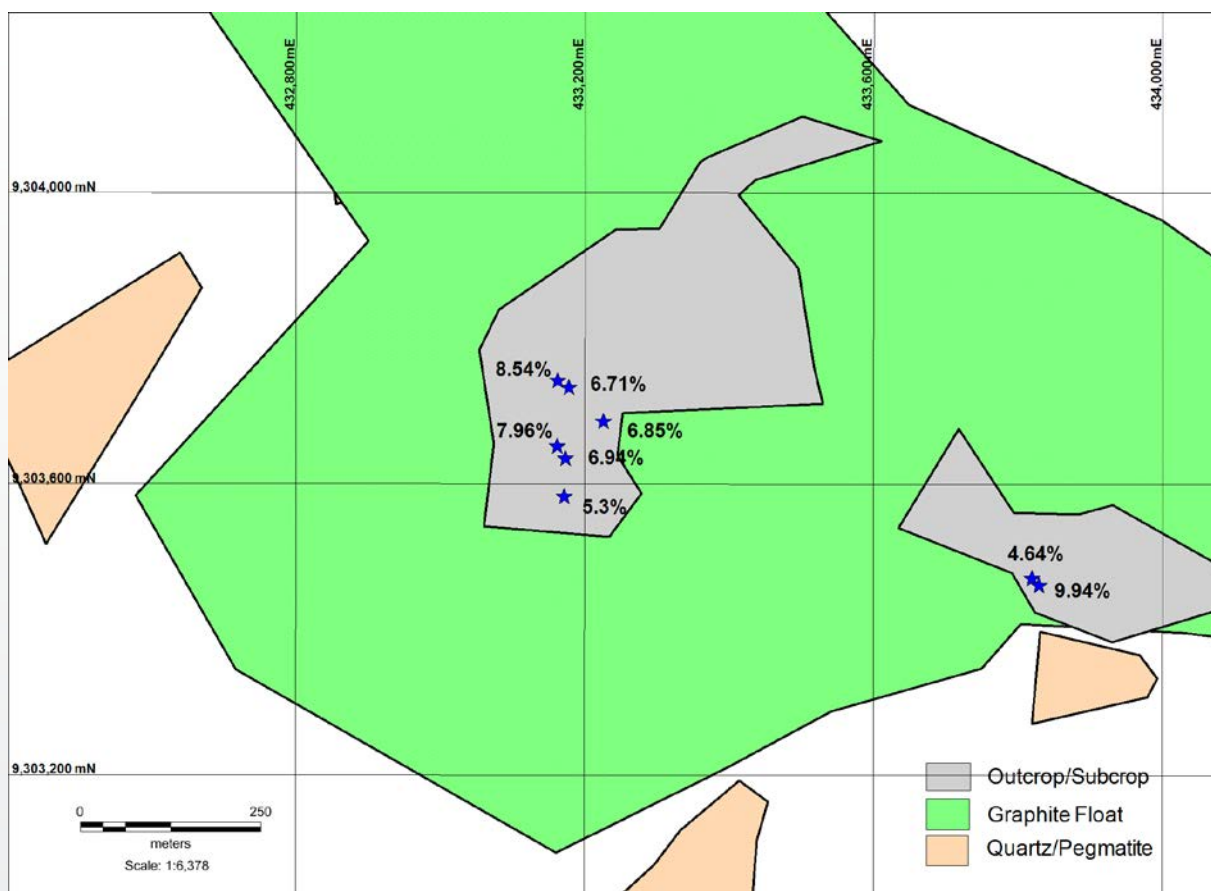 432,800mE
433,200mE
433,600mE
434,000mE
9,304,000 mN
8.54%
6.71%
6.85%
7.96%
6.94%
9,303,600 mN
5.3%
4.64%
9.94%
9,303,200 mN
0 250
meters
Scale: 1:6,378
Outcrop/Subcrop
Graphite Float
Quartz/Pegmatite